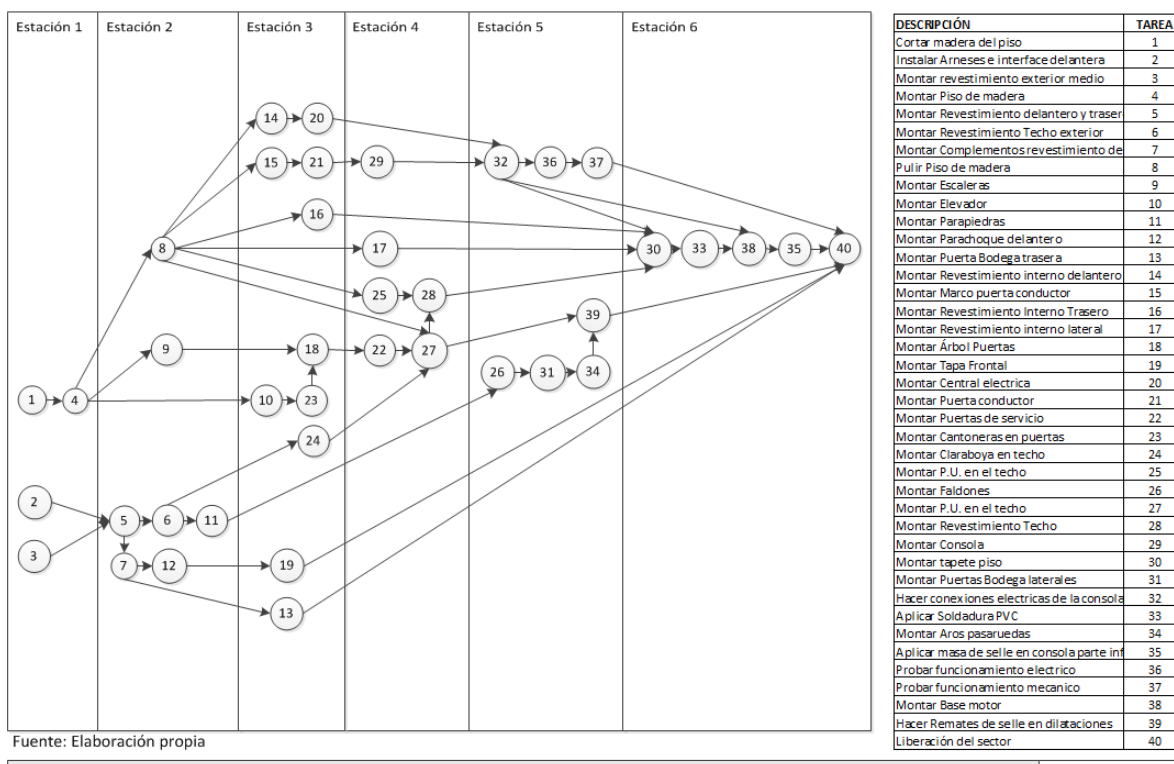 Estación 1 Estación 2 Estación 3 Estación 4 Estación 5 Estación 6
14 20
15 21 29 32 36 37
16
8 17 30 33 38 35 40
25 28
39
9 18 22 27
26 31 34
1 4 10 23
24
2
5 6 11
3
7 12 19
13
Fuente: Elaboración propia
DESCRIPCIÓN TAREA
Cortar madera del piso 1
Instalar Arneses e interface delantera 2
Montar revestimiento exterior medio 3
Montar Piso de madera 4
Montar Revestimiento delantero y traser 5
Montar Revestimiento Techo exterior 6
Montar Complementos revestimiento de 7
Pulir Piso de madera 8
Montar Escaleras 9
Montar Elevador 10
Montar Parapiedras 11
Montar Parachoque delantero 12
Montar Puerta Bodega trasera 13
Montar Revestimiento interno delantero 14
Montar Marco puerta conductor 15
Montar Revestimiento Interno Trasero 16
Montar Revestimiento interno lateral 17
Montar Árbol Puertas 18
Montar Tapa Frontal 19
Montar Central electrica 20
Montar Puerta conductor 21
Montar Puertas de servicio 22
Montar Cantoneras en puertas 23
Montar Claraboya en techo 24
Montar P.U. en el techo 25
Montar Faldones 26
Montar P.U. en el techo 27
Montar Revestimiento Techo 28
Montar Consola 29
Montar tapete piso 30
Montar Puertas Bodega laterales 31
Hacer conexiones electricas de la consola 32
Aplicar Soldadura PVC 33
Montar Aros pasaruedas 34
Aplicar masa de selle en consola parte inf 35
Probar funcionamiento electrico 36
Probar funcionamiento mecanico 37
Montar Base motor 38
Hacer Remates de selle en dilataciones 39
Liberación del sector 40